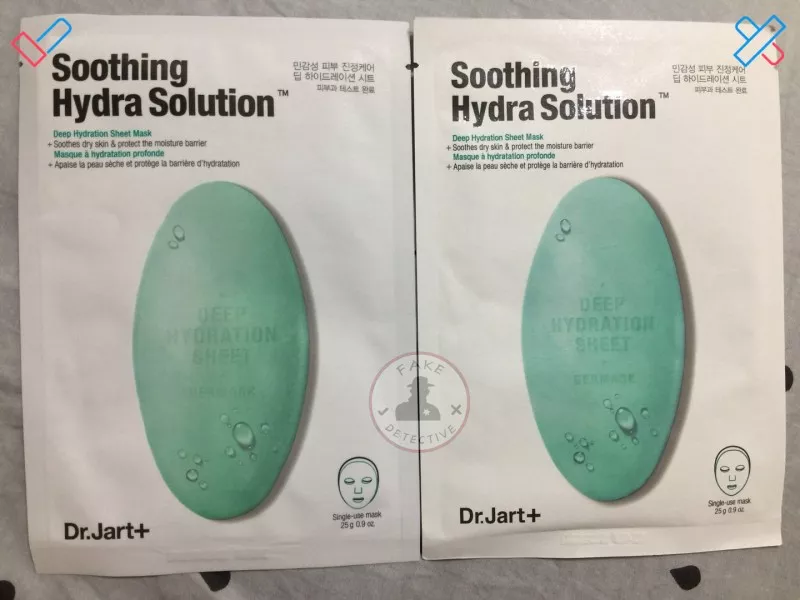 Soothing
Hydra Solution™
민감성 피부 진정케어
딥 하이드레이션 시트
피부과 테스트 완료
Deep Hydration Sheet Mask
+ Soothes dry skin & protect the moisture barrier
Masque à hydratation profonde
+ Apaise la peau sèche et protège la barrière d'hydratation
DEEP
HYDRATION
SHEET
DERMASK
Single-use mask
25 g 0.9 oz.
Dr.Jart+
Soothing
Hydra Solution™
민감성 피부 진정케어
딥 하이드레이션 시트
피부과 테스트 완료
Deep Hydration Sheet Mask
+ Soothes dry skin & protect the moisture barrier
Masque à hydratation profonde
+ Apaise la peau sèche et protège la barrière d'hydratation
DEEP
HYDRATION
SHEET
DERMASK
Single-use mask
25 g 0.9 oz.
Dr.Jart+
FAKE
DETECTIVE